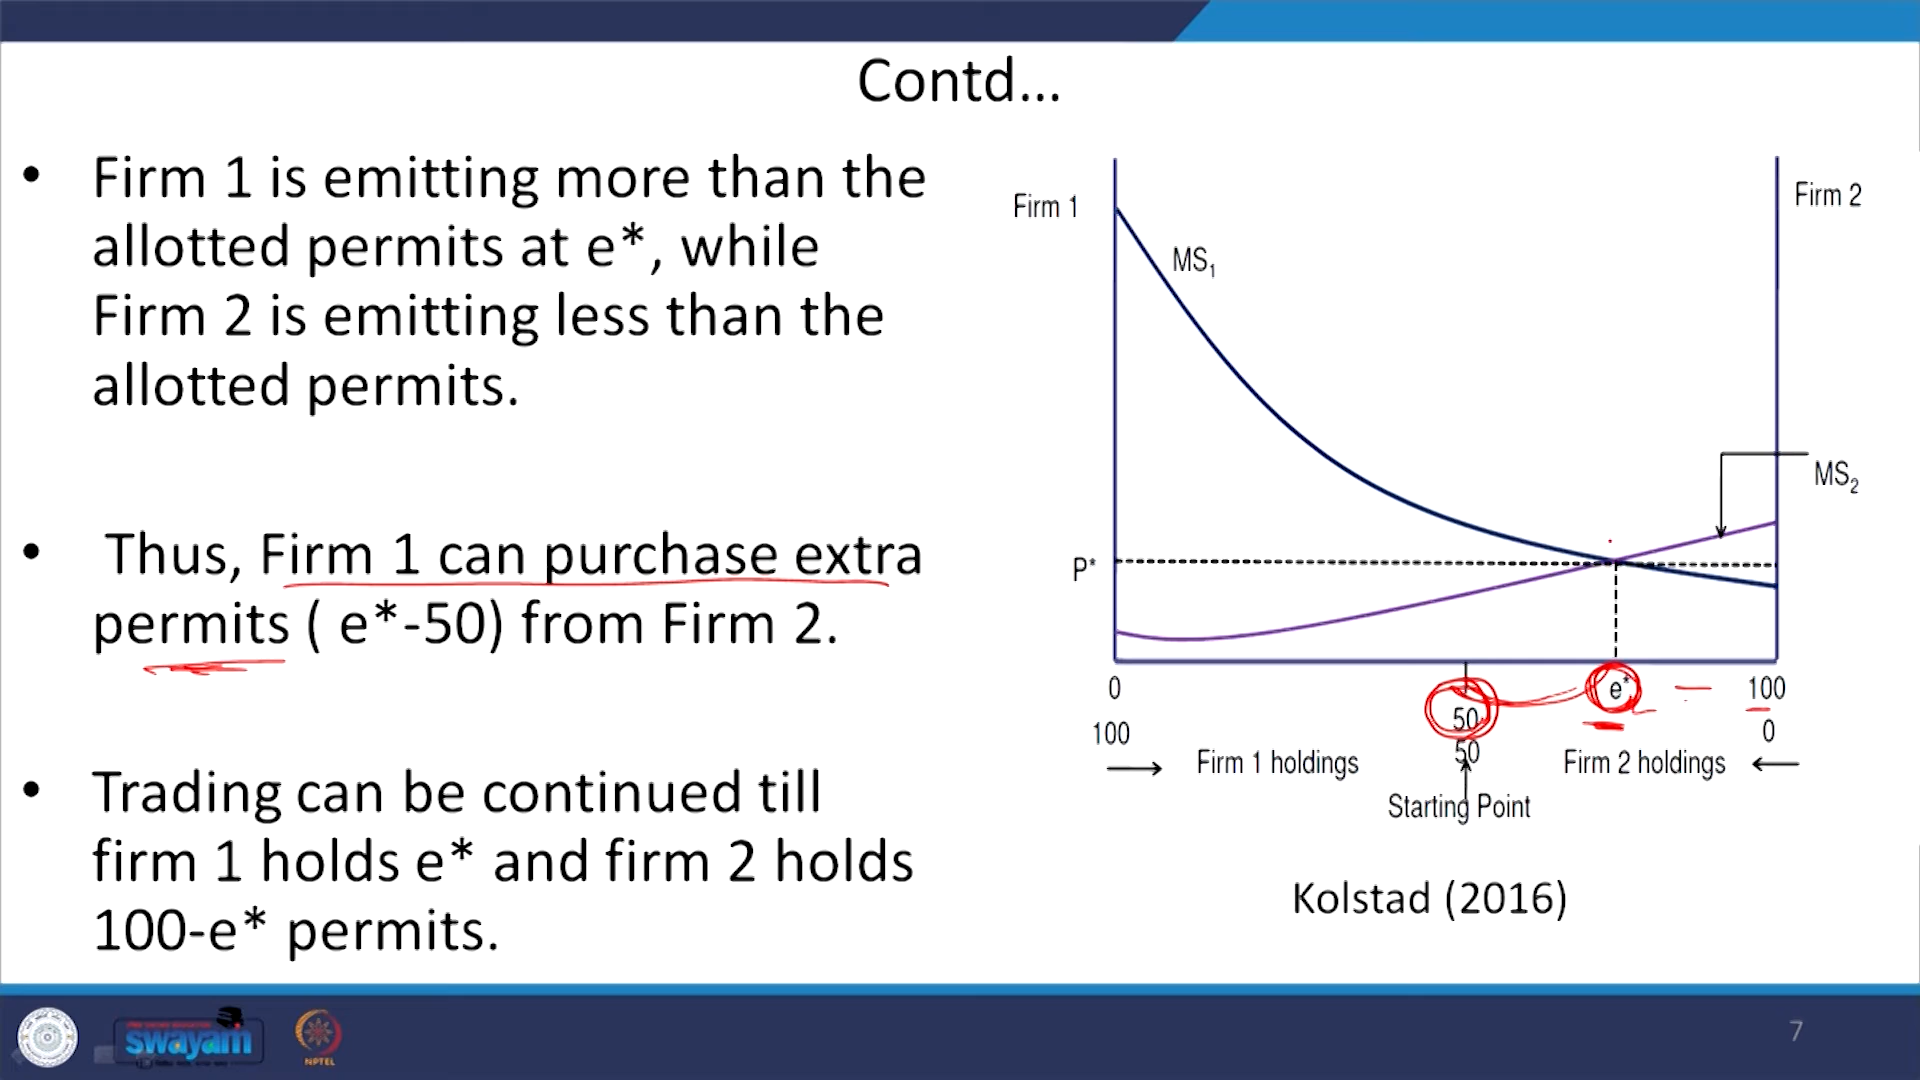 Contd...
• Firm 1 is emitting more than the
allotted permits at e*, while
Firm 2 is emitting less than the
allotted permits.
• Thus, Firm 1 can purchase extra
permits ( e*-50) from Firm 2.
• Trading can be continued till
firm 1 holds e* and firm 2 holds
100-e* permits.
Firm 1
Firm 2
MS₁
MS₂
P*
0
50
e*
100
100
50
0
Firm 1 holdings
Firm 2 holdings
Starting Point
Kolstad (2016)
swayam
NPTEL
7